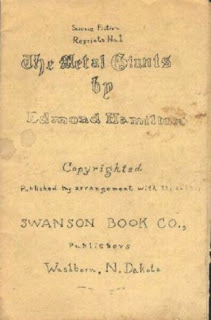 Science Fiction
Reprints No. 1
The Metal Giants
by
Edmond Hamilton
Copyrighted
Published by arrangement with the
SWANSON BOOK CO.,
Publishers
Washburn, N. Dakota